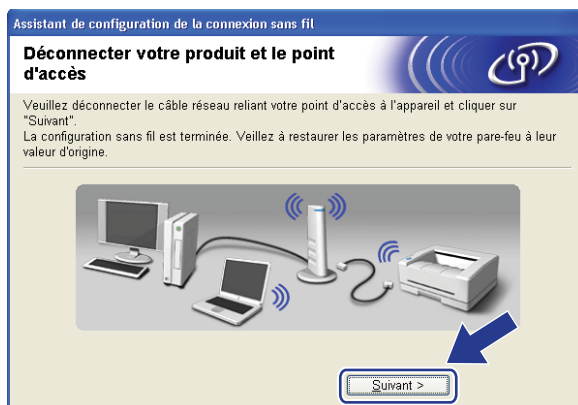 Assistant de configuration de la connexion sans fil
Déconnecter votre produit et le point
d'accès
Veuillez déconnecter le câble réseau reliant votre point d'accès à l'appareil et cliquer sur
"Suivant".
La configuration sans fil est terminée. Veillez à restaurer les paramètres de votre pare-feu à leur
valeur d'origine.
Suivant >